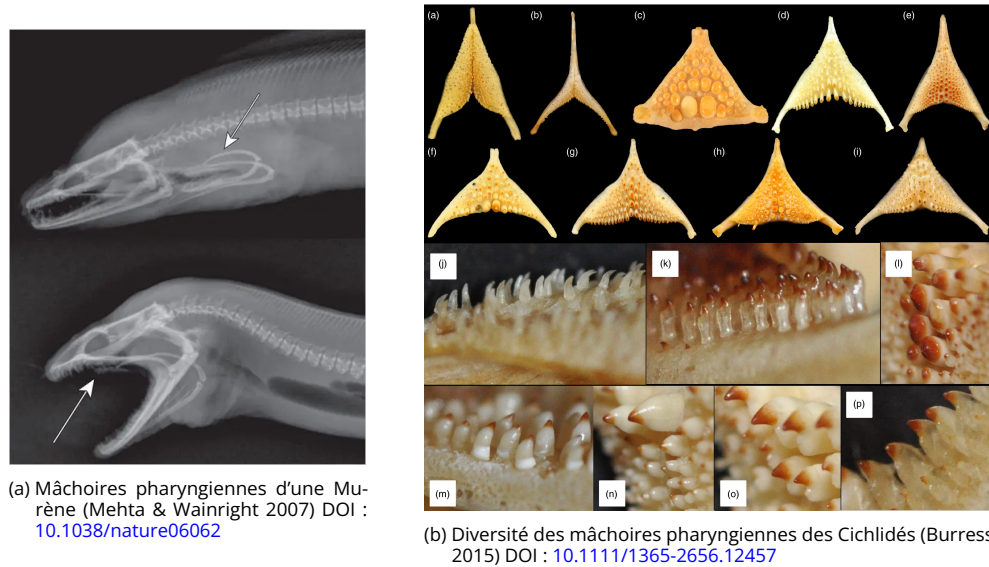 (a)
(b)
(c)
(d)
(e)
(f)
(g)
(h)
(i)
(j)
(k)
(l)
(m)
(n)
(o)
(p)
(a) Mâchoires pharyngiennes d'une Mu-
rène (Mehta & Wainright 2007) DOI :
10.1038/nature06062
(b) Diversité des mâchoires pharyngiennes des Cichlidés (Burress
2015) DOI : 10.1111/1365-2656.12457